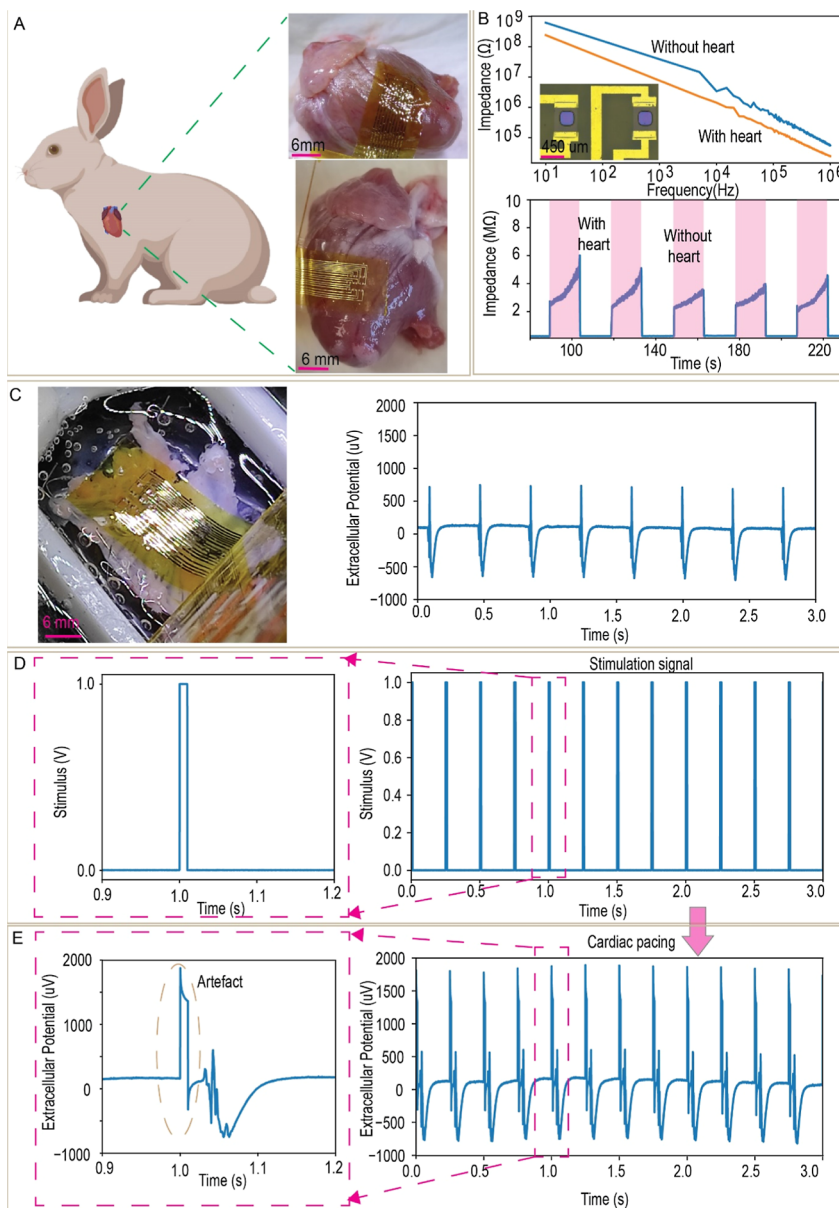 A
6mm
6 mm
B
Impedance (Ω)
10⁹
10⁸
10⁷
10⁶
10⁵
Without heart
With heart
450 um
10¹ 10² 10³ 10⁴ 10⁵ 10⁶
Frequency(Hz)
Impedance (MΩ)
10
8
6
4
2
With
heart
Without
heart
100 140 180 220
Time (s)
C
6 mm
Extracellular Potential (uV)
2000
1500
1000
500
0
−500
−1000
0.0 0.5 1.0 1.5 2.0 2.5 3.0
Time (s)
D
Stimulus (V)
1.0
0.0
0.9 1.0 1.1 1.2
Time (s)
Stimulation signal
Stimulus (V)
1.0
0.8
0.6
0.4
0.2
0.0
0.0 0.5 1.0 1.5 2.0 2.5 3.0
Time (s)
E
Extracellular Potential (uV)
2000
1000
0
−1000
Artefact
0.9 1.0 1.1 1.2
Time (s)
Cardiac pacing
Extracellular Potential (uV)
2000
1500
1000
500
0
−500
−1000
0.0 0.5 1.0 1.5 2.0 2.5 3.0
Time (s)